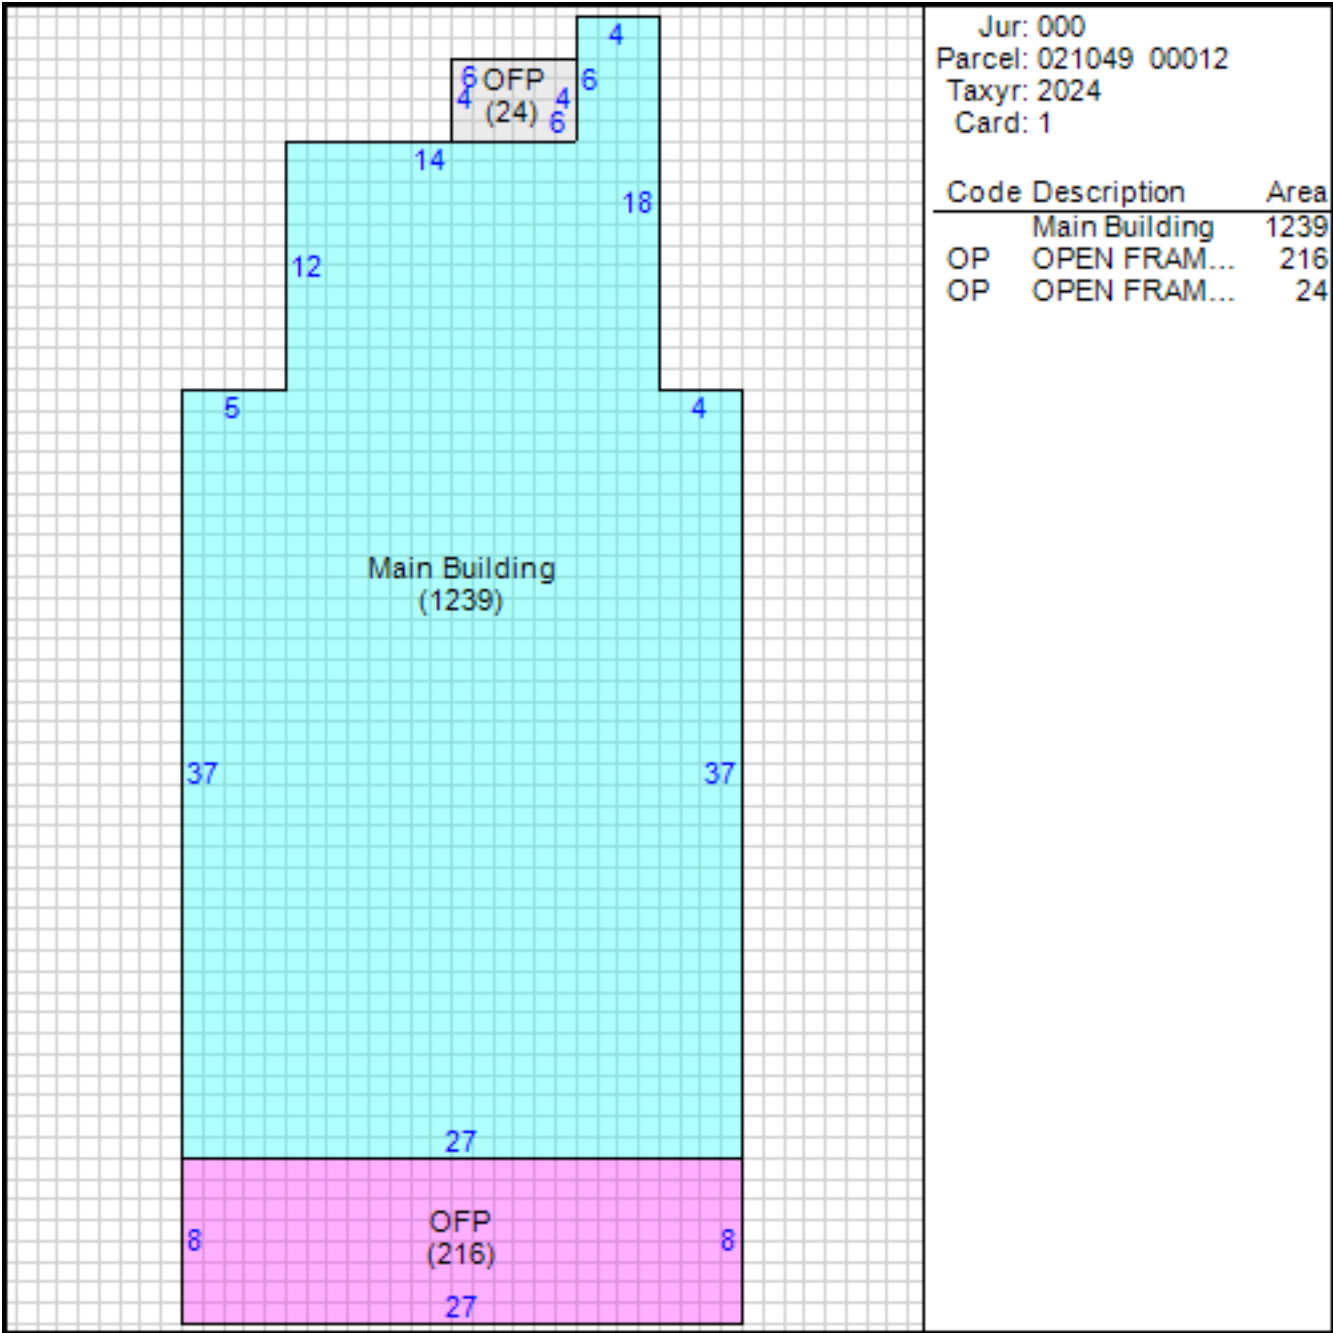 4
6 OFP 6
4 (24) 4
6
14
18
12
5
4
Main Building
(1239)
37
37
27
OFP
8 (216) 8
27
Jur: 000
Parcel: 021049 00012
Taxyr: 2024
Card: 1
Code Description Area
Main Building 1239
OP OPEN FRAM... 216
OP OPEN FRAM... 24